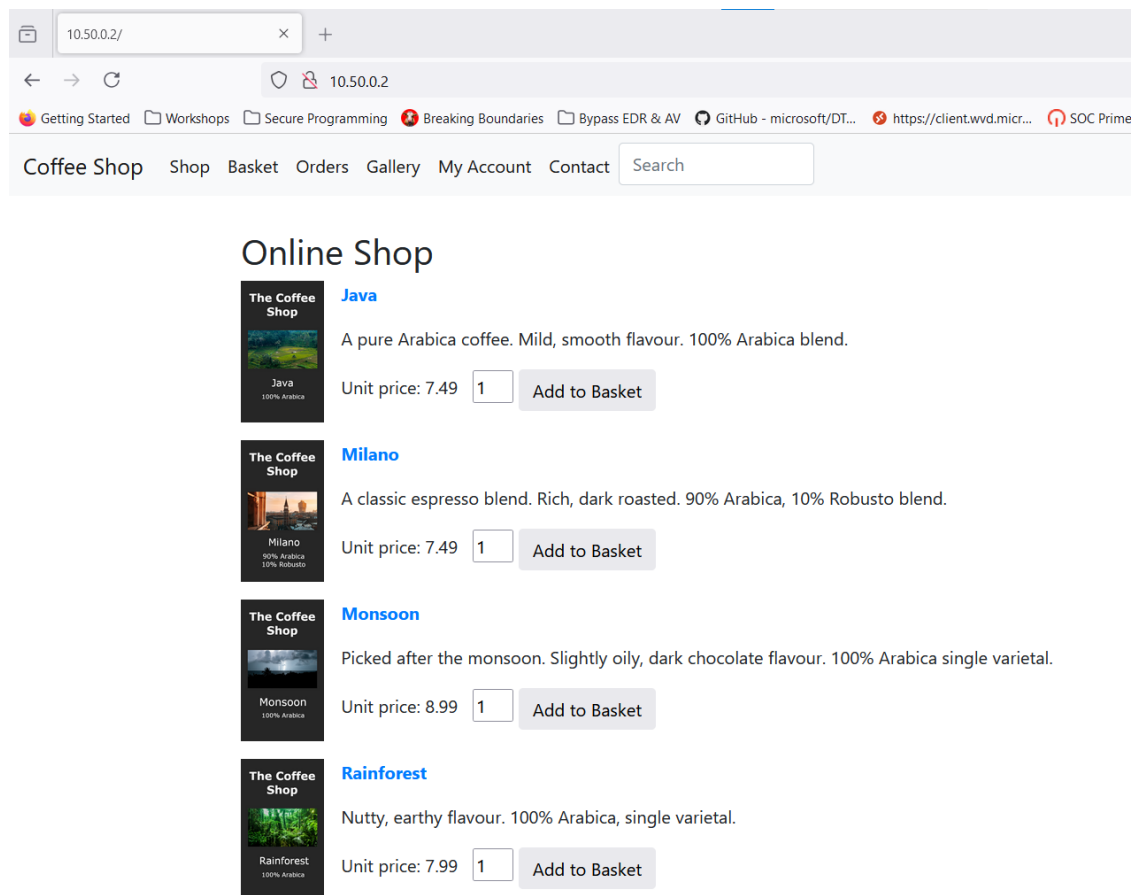 10.50.0.2/
10.50.0.2
Getting Started Workshops Secure Programming Breaking Boundaries Bypass EDR & AV GitHub - microsoft/DT... https://client.wvd.micr... SOC Prime
Coffee Shop Shop Basket Orders Gallery My Account Contact Search
Online Shop
The Coffee
Shop
Java
100% Arabica
Java
A pure Arabica coffee. Mild, smooth flavour. 100% Arabica blend.
Unit price: 7.49 1 Add to Basket
The Coffee
Shop
Milano
90% Arabica
10% Robusto
Milano
A classic espresso blend. Rich, dark roasted. 90% Arabica, 10% Robusto blend.
Unit price: 7.49 1 Add to Basket
The Coffee
Shop
Monsoon
100% Arabica
Monsoon
Picked after the monsoon. Slightly oily, dark chocolate flavour. 100% Arabica single varietal.
Unit price: 8.99 1 Add to Basket
The Coffee
Shop
Rainforest
100% Arabica
Rainforest
Nutty, earthy flavour. 100% Arabica, single varietal.
Unit price: 7.99 1 Add to Basket